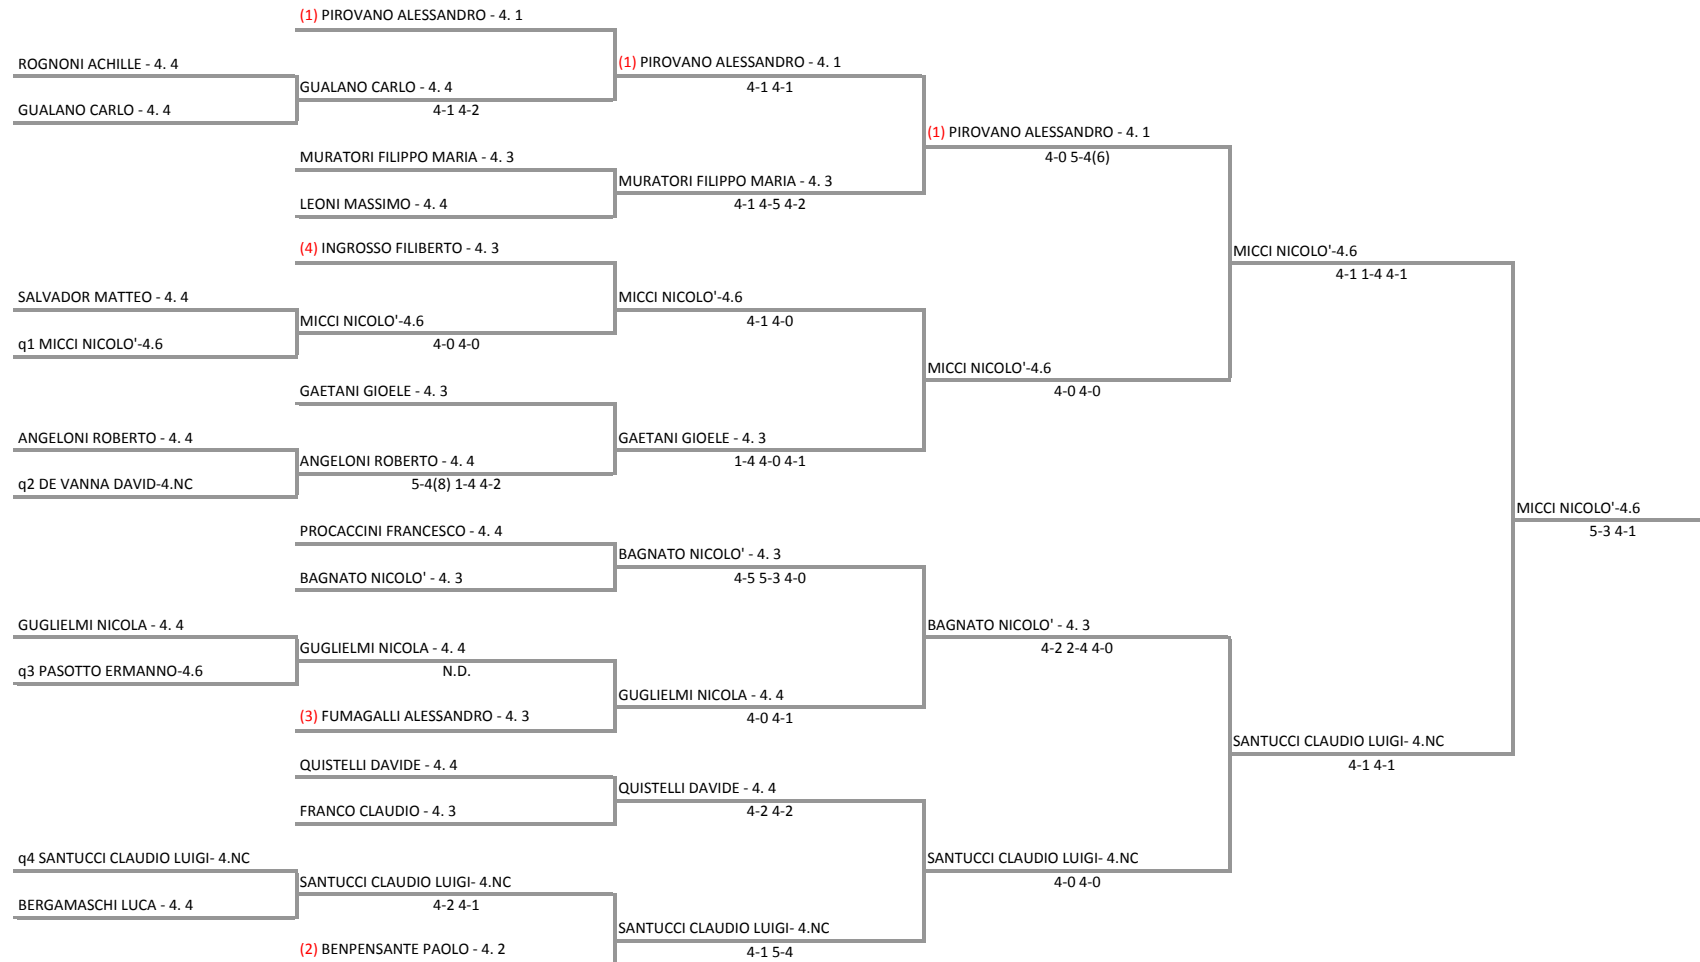 (1) PIROVANO ALESSANDRO - 4. 1
ROGNONI ACHILLE - 4. 4
(1) PIROVANO ALESSANDRO - 4. 1
GUALANO CARLO - 4. 4
4-1 4-1
GUALANO CARLO - 4. 4
4-1 4-2
(1) PIROVANO ALESSANDRO - 4. 1
MURATORI FILIPPO MARIA - 4. 3
4-0 5-4(6)
MURATORI FILIPPO MARIA - 4. 3
LEONI MASSIMO - 4. 4
4-1 4-5 4-2
(4) INGROSSO FILIBERTO - 4. 3
MICCI NICOLO'-4.6
4-1 1-4 4-1
SALVADOR MATTEO - 4. 4
MICCI NICOLO'-4.6
MICCI NICOLO'-4.6
4-1 4-0
q1 MICCI NICOLO'-4.6
4-0 4-0
MICCI NICOLO'-4.6
GAETANI GIOELE - 4. 3
4-0 4-0
ANGELONI ROBERTO - 4. 4
GAETANI GIOELE - 4. 3
ANGELONI ROBERTO - 4. 4
1-4 4-0 4-1
q2 DE VANNA DAVID-4.NC
5-4(8) 1-4 4-2
MICCI NICOLO'-4.6
PROCACCINI FRANCESCO - 4. 4
5-3 4-1
BAGNATO NICOLO' - 4. 3
BAGNATO NICOLO' - 4. 3
4-5 5-3 4-0
GUGLIELMI NICOLA - 4. 4
BAGNATO NICOLO' - 4. 3
GUGLIELMI NICOLA - 4. 4
4-2 2-4 4-0
q3 PASOTTO ERMANNO-4.6
N.D.
GUGLIELMI NICOLA - 4. 4
(3) FUMAGALLI ALESSANDRO - 4. 3
4-0 4-1
SANTUCCI CLAUDIO LUIGI- 4.NC
QUISTELLI DAVIDE - 4. 4
4-1 4-1
QUISTELLI DAVIDE - 4. 4
FRANCO CLAUDIO - 4. 3
4-2 4-2
q4 SANTUCCI CLAUDIO LUIGI- 4.NC
SANTUCCI CLAUDIO LUIGI- 4.NC
SANTUCCI CLAUDIO LUIGI- 4.NC
4-0 4-0
BERGAMASCHI LUCA - 4. 4
4-2 4-1
SANTUCCI CLAUDIO LUIGI- 4.NC
(2) BENPENSANTE PAOLO - 4. 2
4-1 5-4